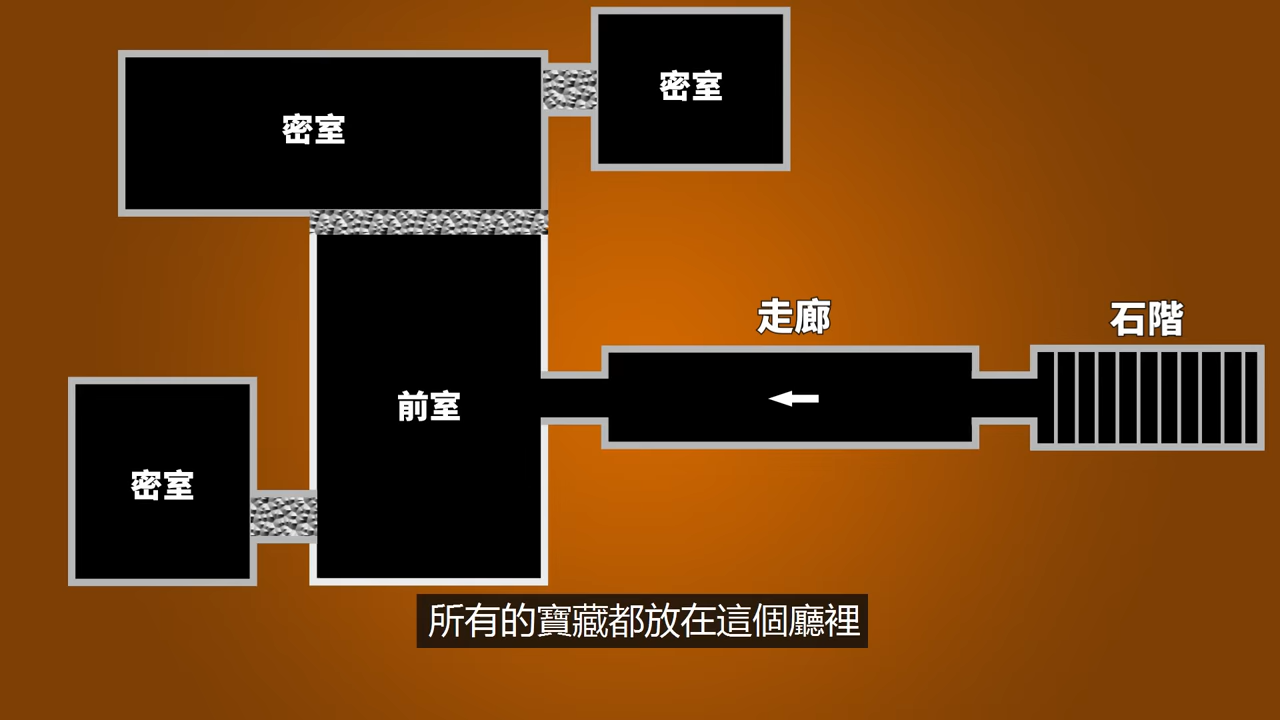 密室
密室
走廊
石階
前室
密室
所有的寶藏都放在這個廳裡